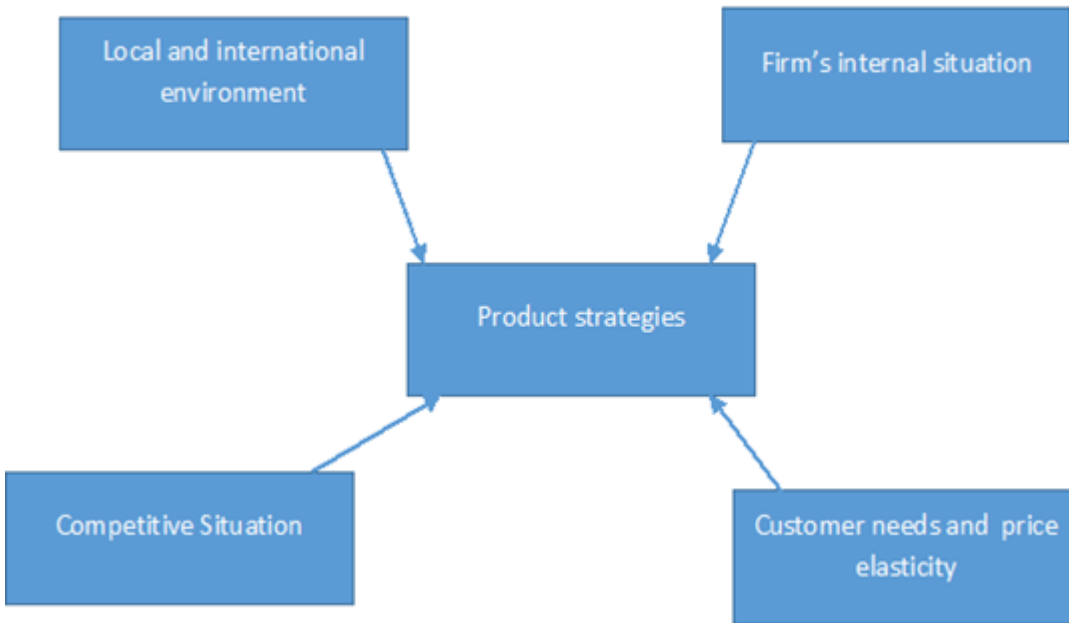 Local and international
environment
Firm's internal situation
Product strategies
Competitive Situation
Customer needs and price
elasticity